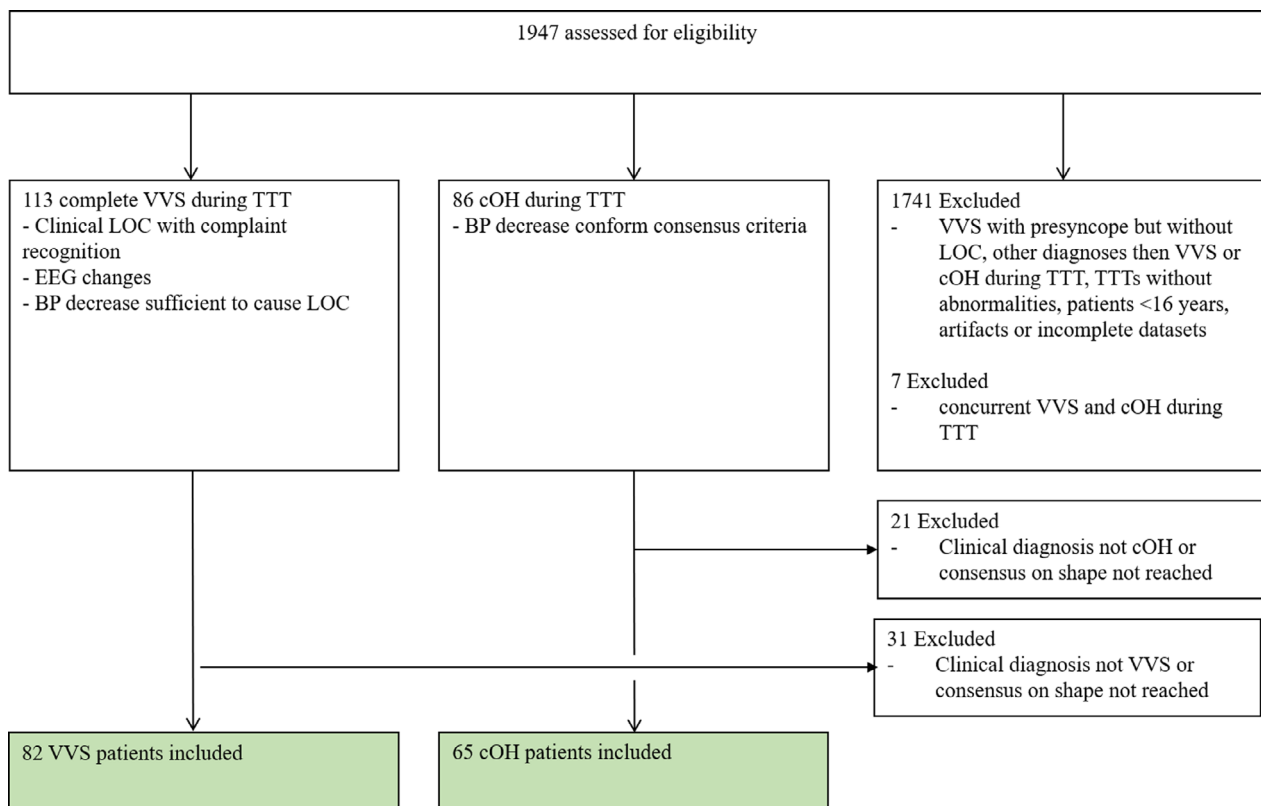 1947 assessed for eligibility
113 complete VVS during TTT
- Clinical LOC with complaint
recognition
- EEG changes
- BP decrease sufficient to cause LOC
86 cOH during TTT
- BP decrease conform consensus criteria
1741 Excluded
- VVS with presyncope but without
LOC, other diagnoses then VVS or
cOH during TTT, TTTs without
abnormalities, patients <16 years,
artifacts or incomplete datasets
7 Excluded
- concurrent VVS and cOH during
TTT
21 Excluded
- Clinical diagnosis not cOH or
consensus on shape not reached
31 Excluded
- Clinical diagnosis not VVS or
consensus on shape not reached
82 VVS patients included
65 cOH patients included